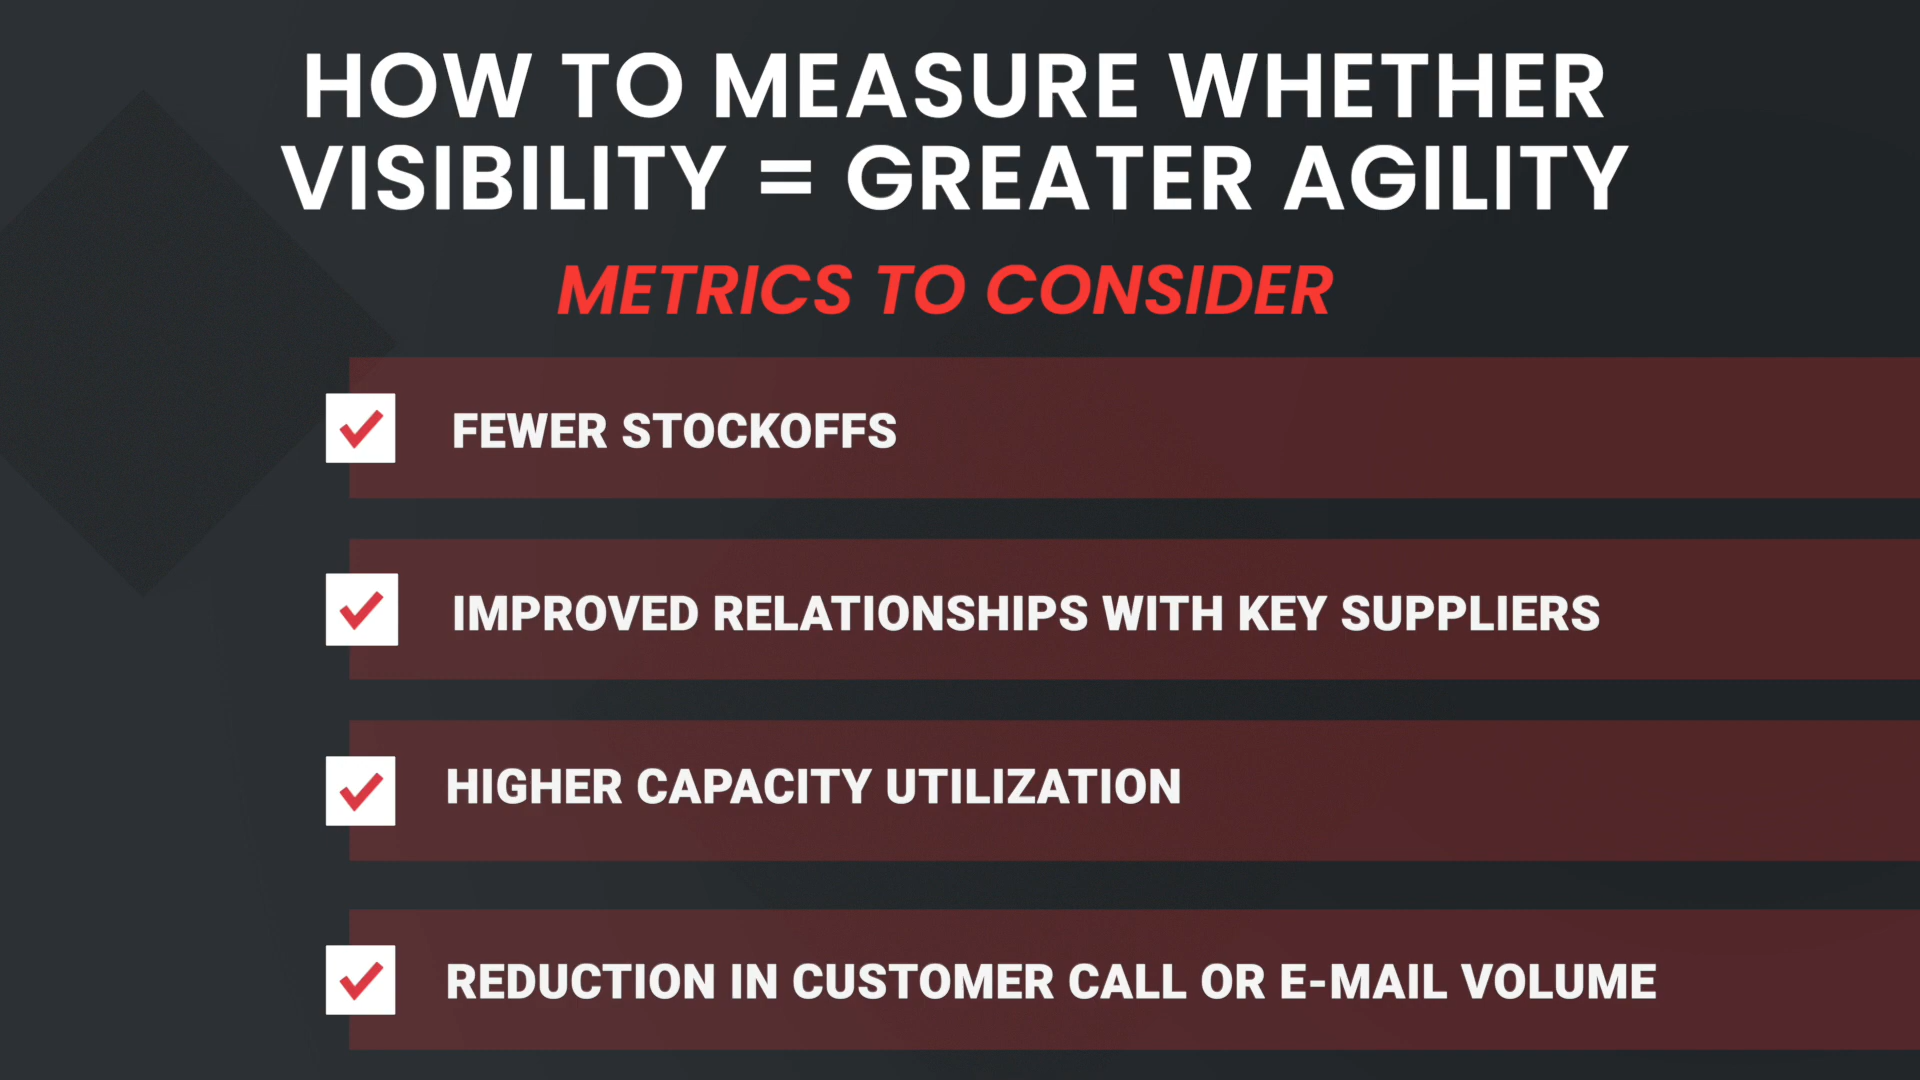 HOW TO MEASURE WHETHER
VISIBILITY = GREATER AGILITY
METRICS TO CONSIDER
FEWER STOCKOFFS
IMPROVED RELATIONSHIPS WITH KEY SUPPLIERS
HIGHER CAPACITY UTILIZATION
REDUCTION IN CUSTOMER CALL OR E-MAIL VOLUME